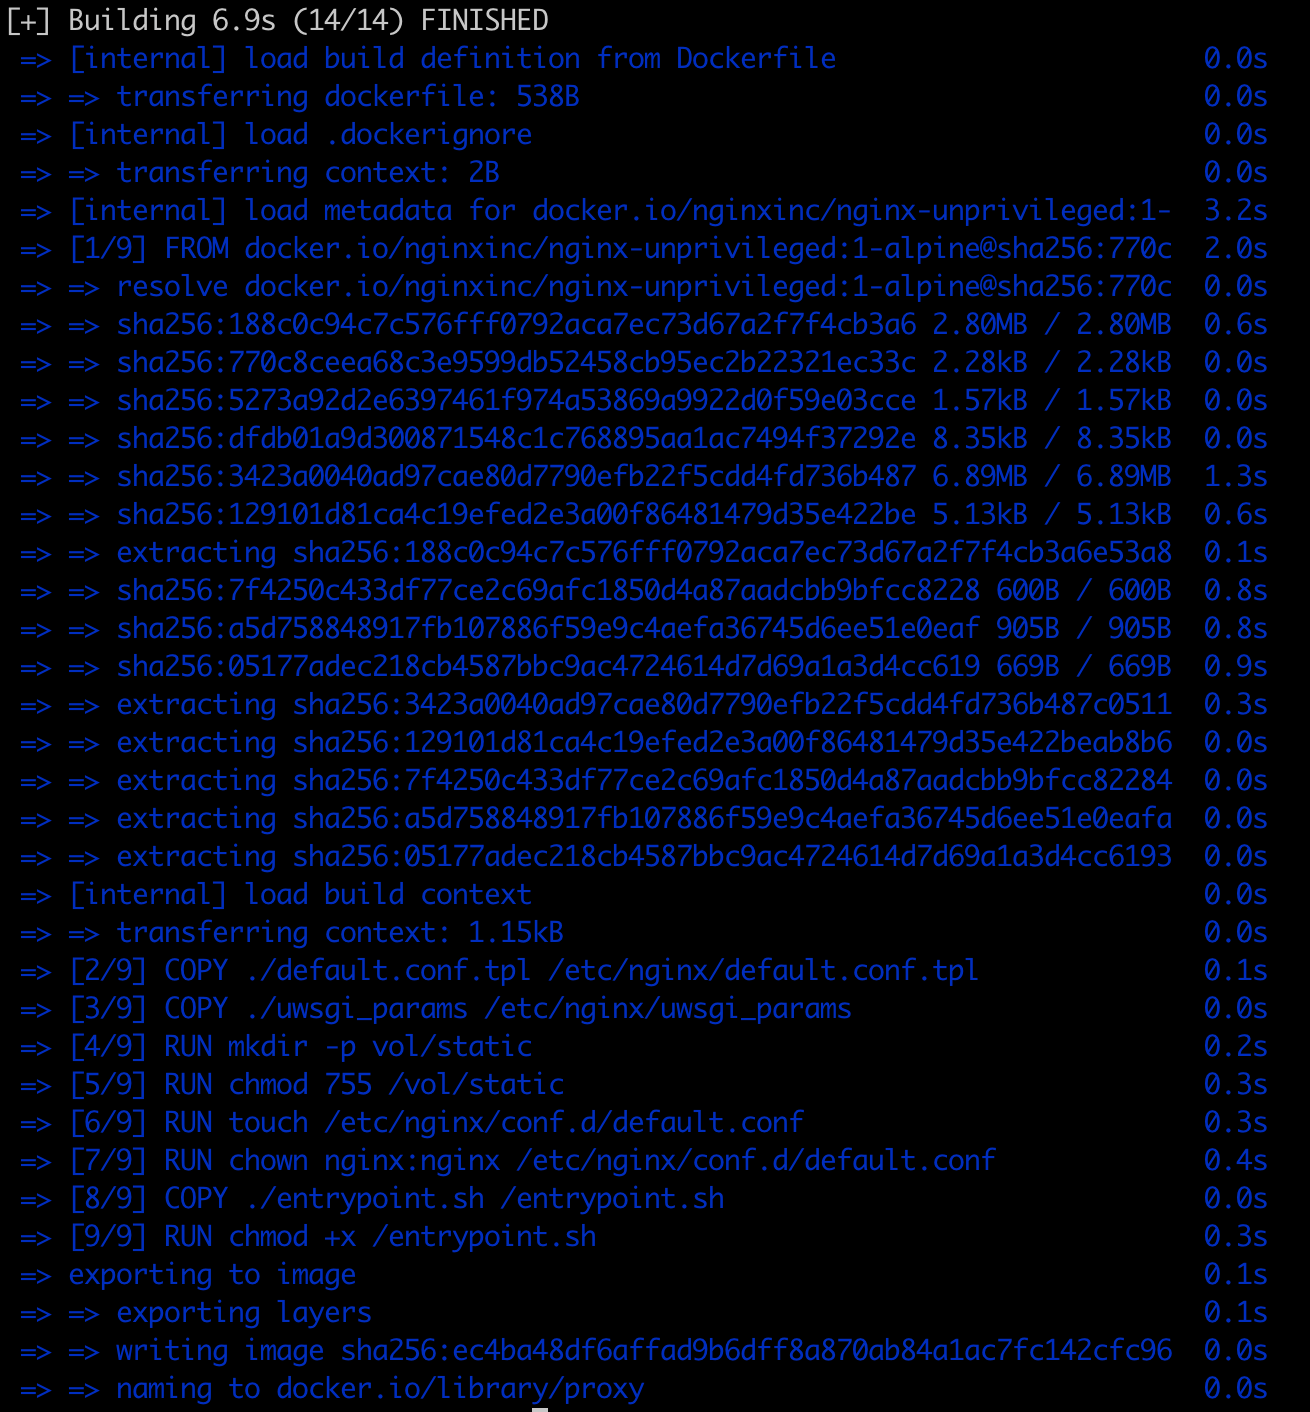 [+] Building 6.9s (14/14) FINISHED
=> [internal] load build definition from Dockerfile 0.0s
=> => transferring dockerfile: 538B 0.0s
=> [internal] load .dockerignore 0.0s
=> => transferring context: 2B 0.0s
=> [internal] load metadata for docker.io/nginxinc/nginx-unprivileged:1- 3.2s
=> [1/9] FROM docker.io/nginxinc/nginx-unprivileged:1-alpine@sha256:770c 2.0s
=> => resolve docker.io/nginxinc/nginx-unprivileged:1-alpine@sha256:770c 0.0s
=> => sha256:188c0c94c7c576fff0792aca7ec73d67a2f7f4cb3a6 2.80MB / 2.80MB 0.6s
=> => sha256:770c8ceea68c3e9599db52458cb95ec2b22321ec33c 2.28kB / 2.28kB 0.0s
=> => sha256:5273a92d2e6397461f974a53869a9922d0f59e03cce 1.57kB / 1.57kB 0.0s
=> => sha256:dfdb01a9d300871548c1c768895aa1ac7494f37292e 8.35kB / 8.35kB 0.0s
=> => sha256:3423a0040ad97cae80d7790efb22f5cdd4fd736b487 6.89MB / 6.89MB 1.3s
=> => sha256:129101d81ca4c19efed2e3a00f86481479d35e422be 5.13kB / 5.13kB 0.6s
=> => extracting sha256:188c0c94c7c576fff0792aca7ec73d67a2f7f4cb3a6e53a8 0.1s
=> => sha256:7f4250c433df77ce2c69afc1850d4a87aadcbb9bfcc8228 600B / 600B 0.8s
=> => sha256:a5d758848917fb107886f59e9c4aefa36745d6ee51e0eaf 905B / 905B 0.8s
=> => sha256:05177adec218cb4587bbc9ac4724614d7d69a1a3d4cc619 669B / 669B 0.9s
=> => extracting sha256:3423a0040ad97cae80d7790efb22f5cdd4fd736b487c0511 0.3s
=> => extracting sha256:129101d81ca4c19efed2e3a00f86481479d35e422beab8b6 0.0s
=> => extracting sha256:7f4250c433df77ce2c69afc1850d4a87aadcbb9bfcc82284 0.0s
=> => extracting sha256:a5d758848917fb107886f59e9c4aefa36745d6ee51e0eafa 0.0s
=> => extracting sha256:05177adec218cb4587bbc9ac4724614d7d69a1a3d4cc6193 0.0s
=> [internal] load build context 0.0s
=> => transferring context: 1.15kB 0.0s
=> [2/9] COPY ./default.conf.tpl /etc/nginx/default.conf.tpl 0.1s
=> [3/9] COPY ./uwsgi_params /etc/nginx/uwsgi_params 0.0s
=> [4/9] RUN mkdir -p vol/static 0.2s
=> [5/9] RUN chmod 755 /vol/static 0.3s
=> [6/9] RUN touch /etc/nginx/conf.d/default.conf 0.3s
=> [7/9] RUN chown nginx:nginx /etc/nginx/conf.d/default.conf 0.4s
=> [8/9] COPY ./entrypoint.sh /entrypoint.sh 0.0s
=> [9/9] RUN chmod +x /entrypoint.sh 0.3s
=> exporting to image 0.1s
=> => exporting layers 0.1s
=> => writing image sha256:ec4ba48df6affad9b6dff8a870ab84a1ac7fc142cfc96 0.0s
=> => naming to docker.io/library/proxy 0.0s